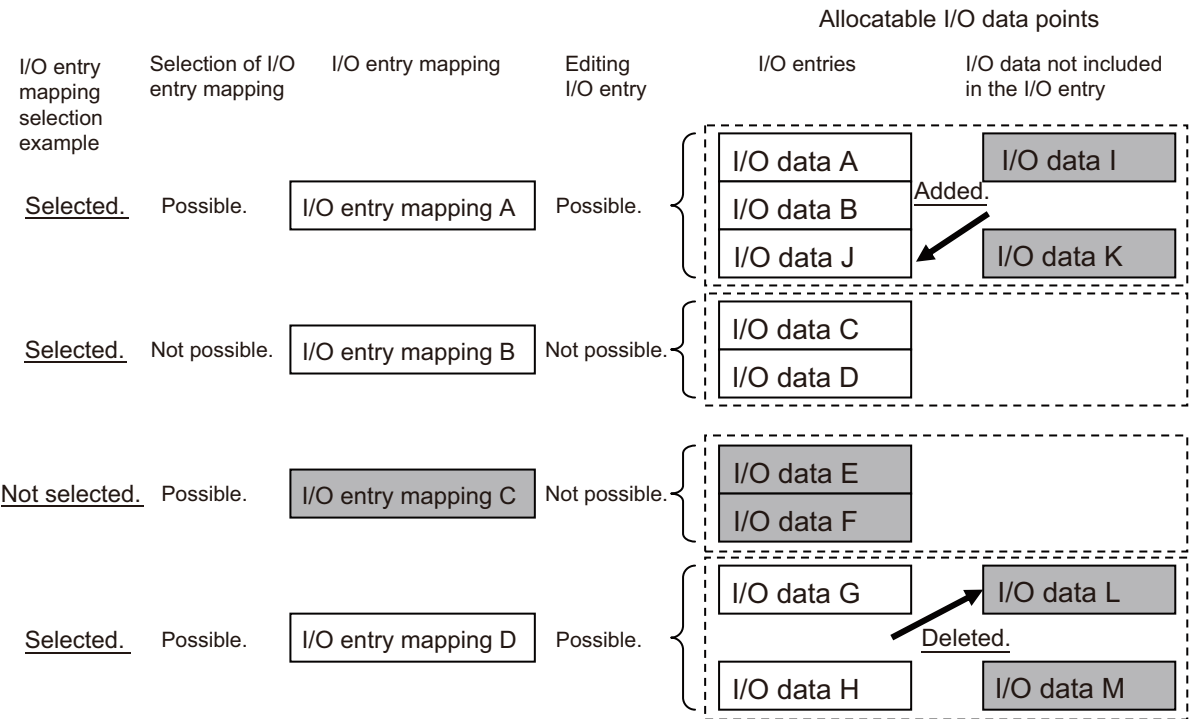 Allocatable I/O data points
I/O entry
mapping
selection
example
Selection of I/O
entry mapping
I/O entry mapping
Editing
I/O entry
I/O entries
I/O data not included
in the I/O entry
Selected.
Possible.
I/O entry mapping A
Possible.
I/O data A
I/O data B
I/O data J
Added.
I/O data I
I/O data K
Selected.
Not possible.
I/O entry mapping B
Not possible.
I/O data C
I/O data D
Not selected.
Possible.
I/O entry mapping C
Not possible.
I/O data E
I/O data F
Selected.
Possible.
I/O entry mapping D
Possible.
I/O data G
I/O data H
Deleted.
I/O data L
I/O data M